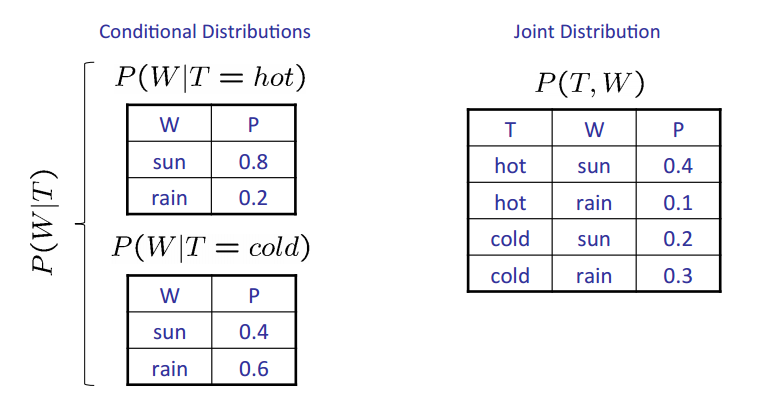 Conditional Distributions
P(W|T)
P(W|T = hot)
W P
sun 0.8
rain 0.2
P(W|T = cold)
W P
sun 0.4
rain 0.6
Joint Distribution
P(T, W)
T W P
hot sun 0.4
hot rain 0.1
cold sun 0.2
cold rain 0.3